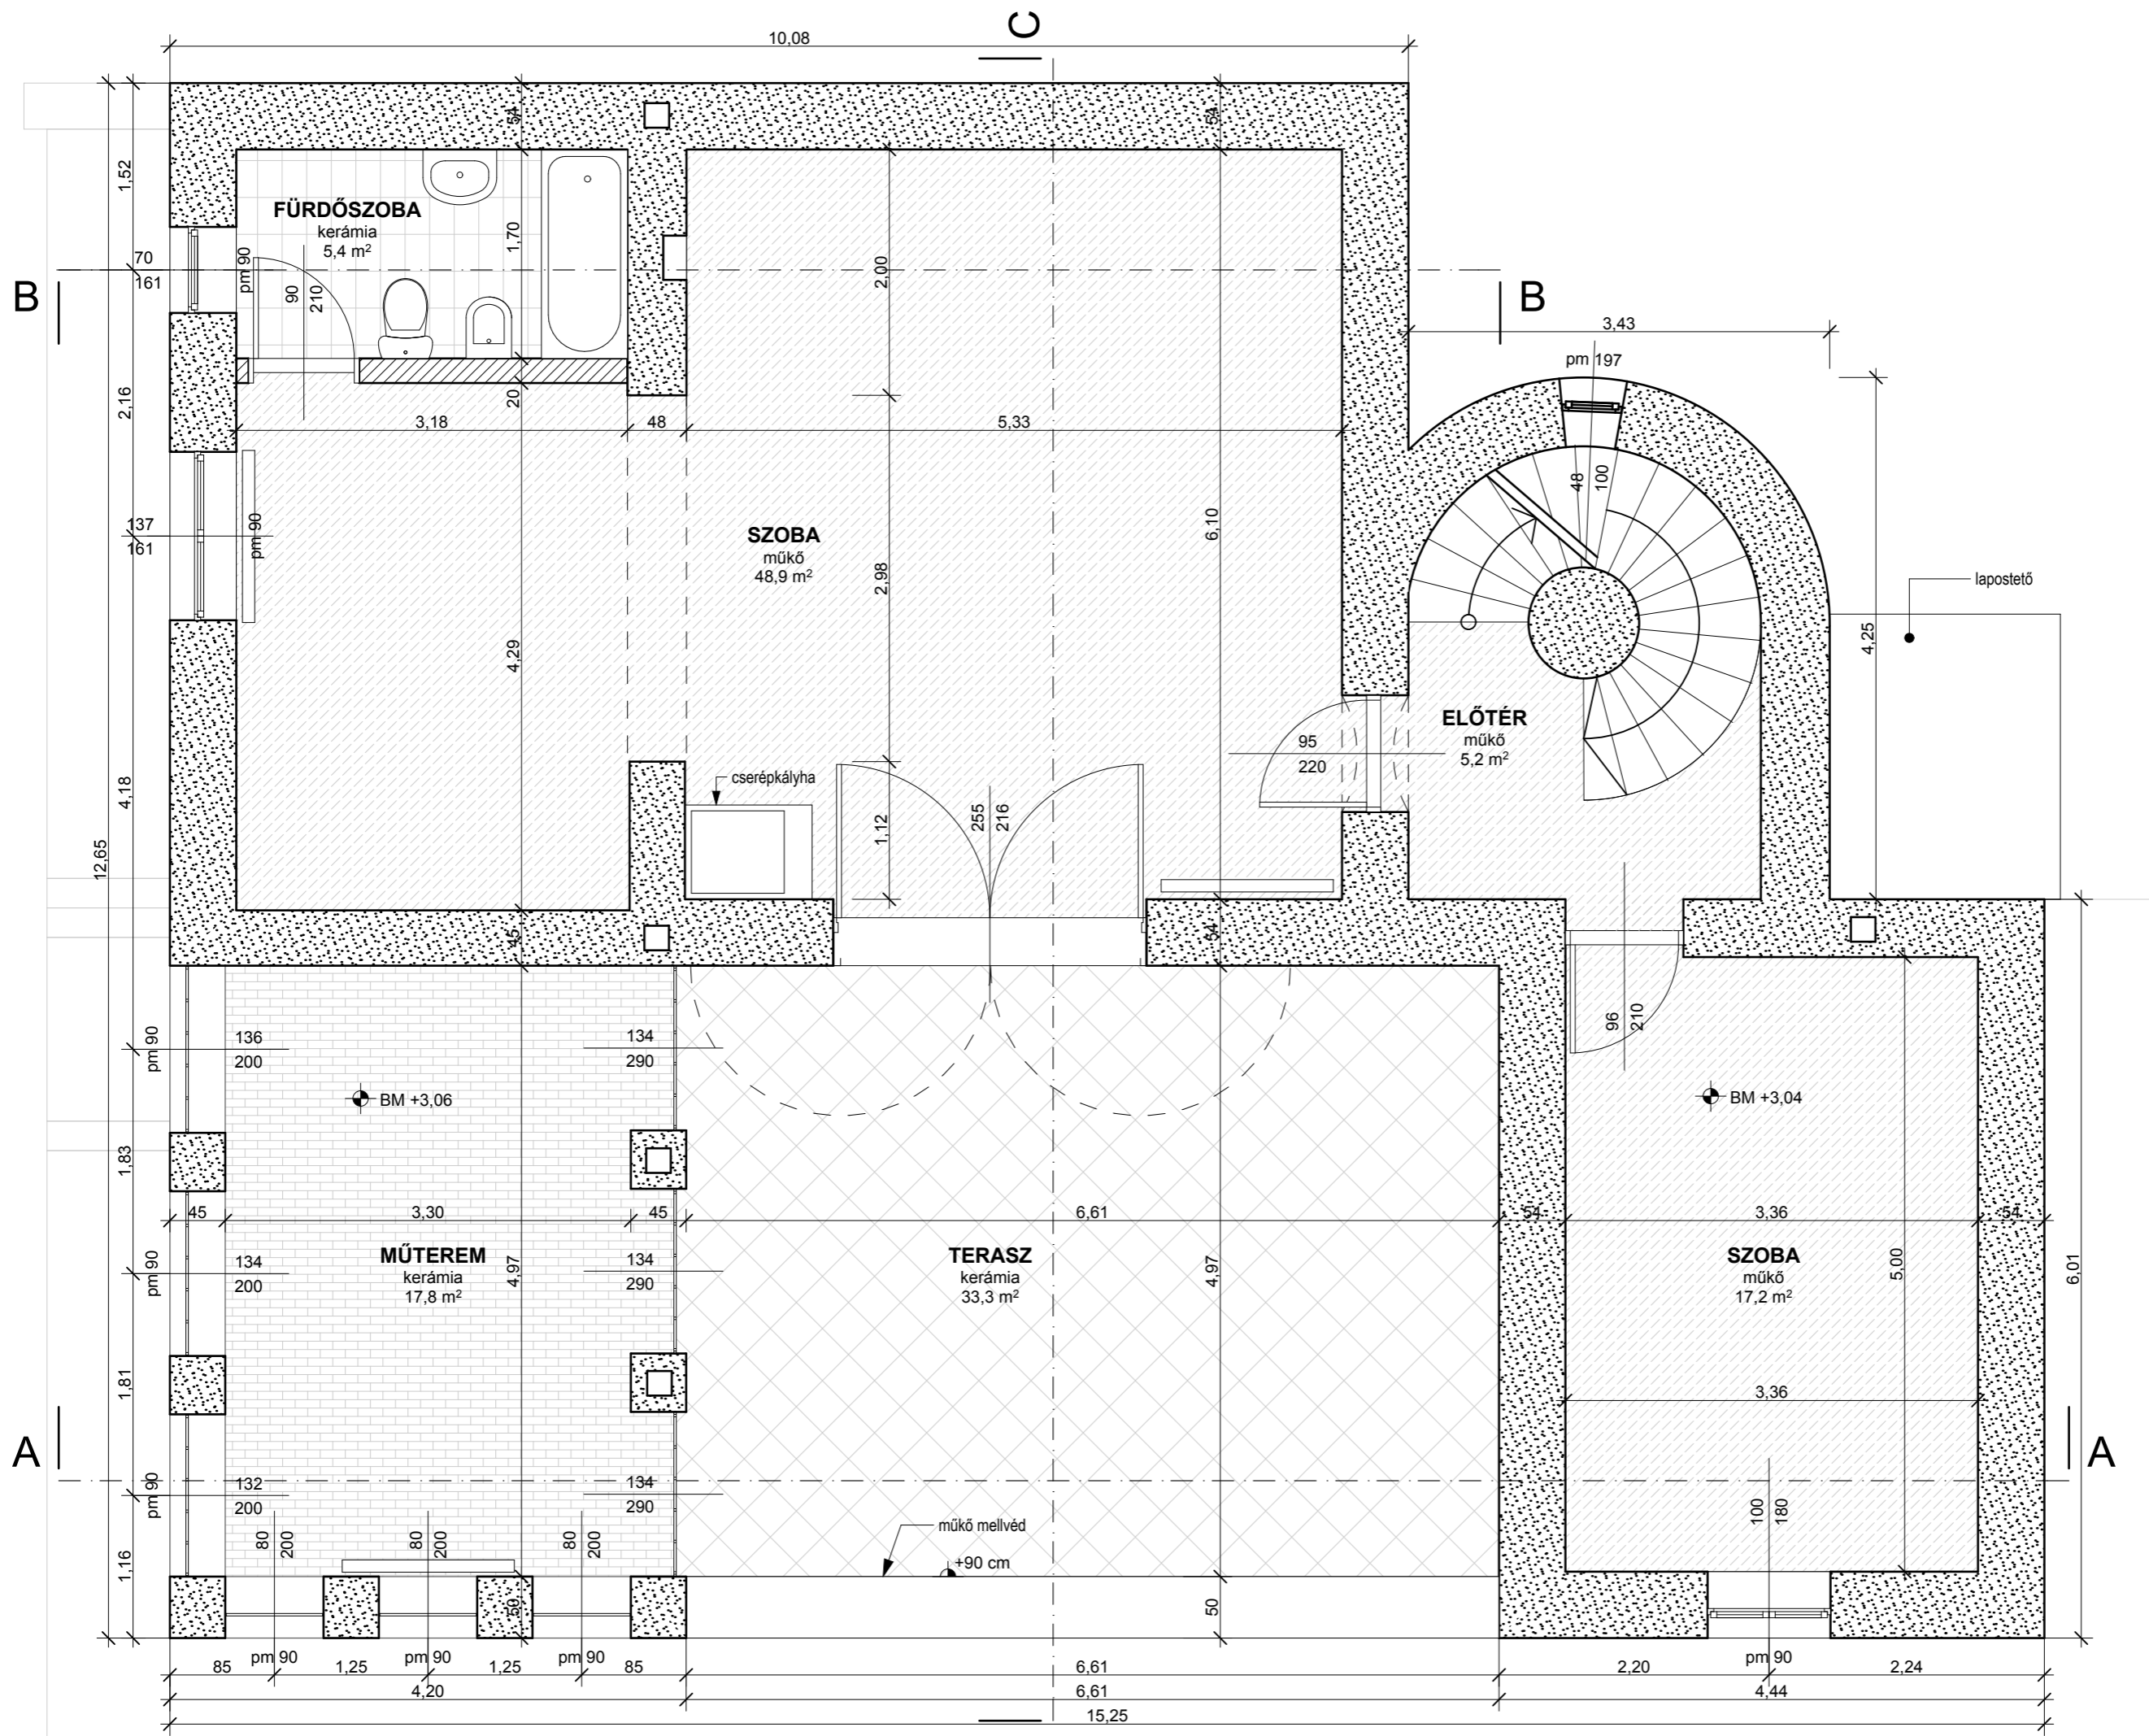 C
10,08
54
54
1,52
FÜRDŐSZOBA
kerámia
5,4 m²
1,70
70
161
pm 90
90
210
2,00
B
B
3,43
pm 197
2,16
20
3,18
48
5,33
48
100
137
161
pm 90
SZOBA
műkő
48,9 m²
6,10
2,98
lapostető
4,29
4,25
ELŐTÉR
műkő
5,2 m²
95
220
cserépkályha
4,18
255
216
1,12
12,65
45
54
136
200
134
290
96
210
pm 90
BM +3,06
BM +3,04
1,83
45
3,30
45
6,61
54
3,36
54
MŰTEREM
kerámia
17,8 m²
134
200
4,97
134
290
TERASZ
kerámia
33,3 m²
4,97
SZOBA
műkő
17,2 m²
5,00
6,01
pm 90
1,81
3,36
A
A
pm 90
132
200
134
290
80
200
80
200
80
200
100
180
műkő mellvéd
+90 cm
1,16
50
50
85
pm 90
1,25
pm 90
1,25
pm 90
85
6,61
2,20
pm 90
2,24
4,20
6,61
4,44
15,25